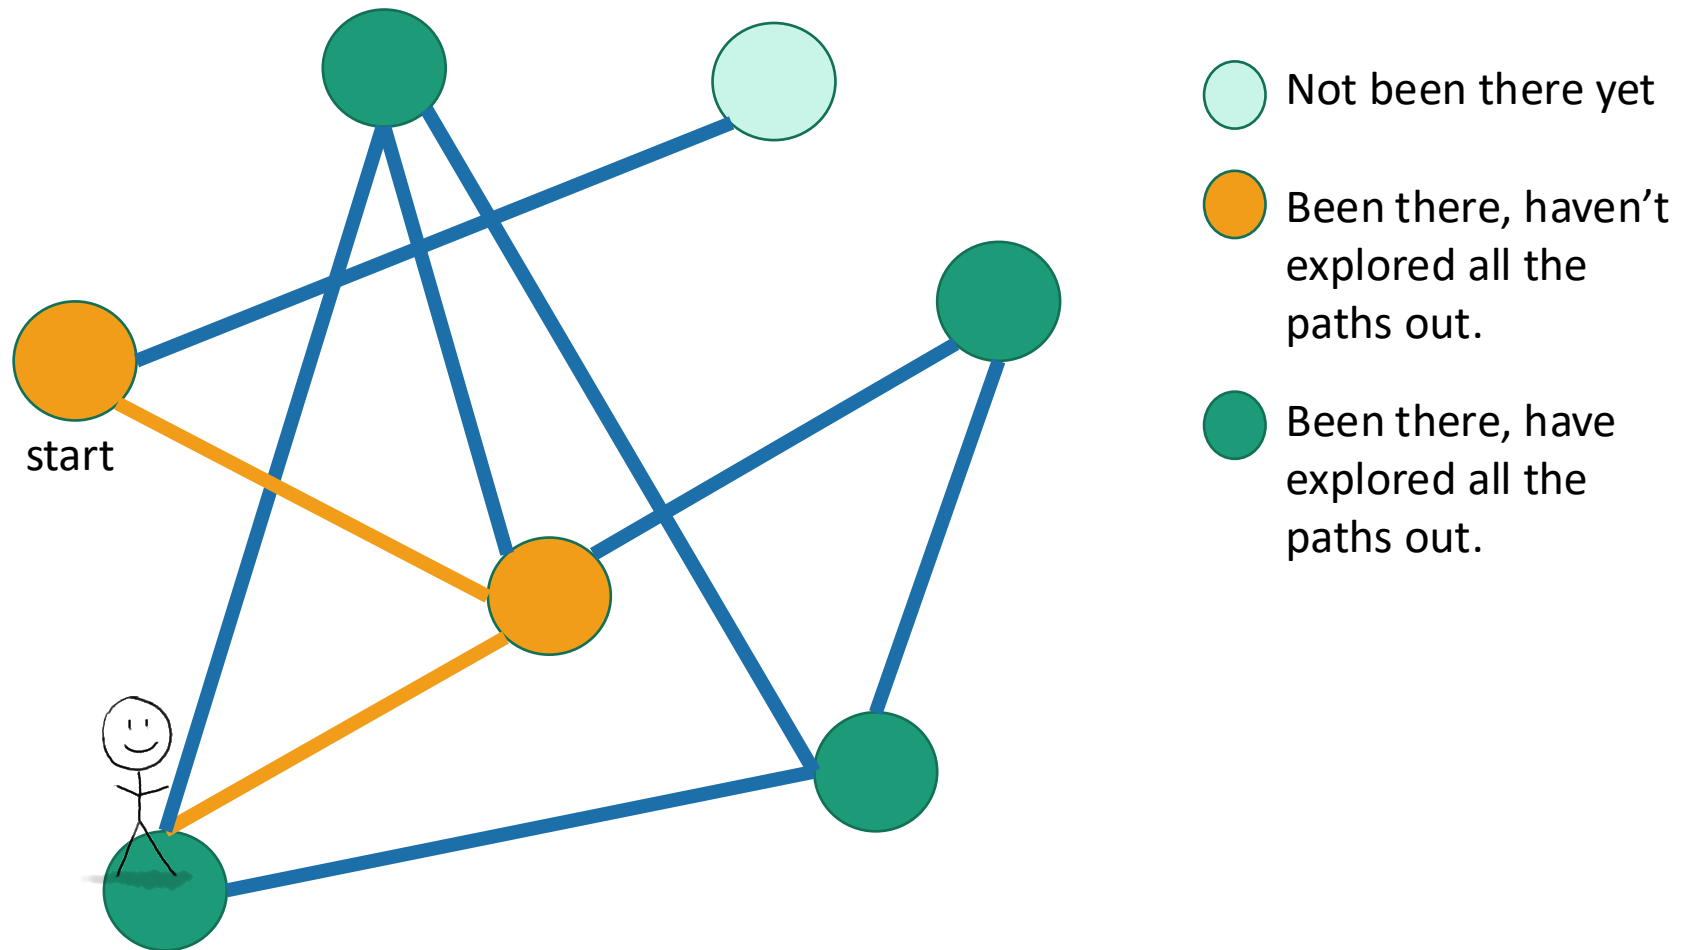 Not been there yet
Been there, haven’t
explored all the
paths out.
start
Been there, have
explored all the
paths out.